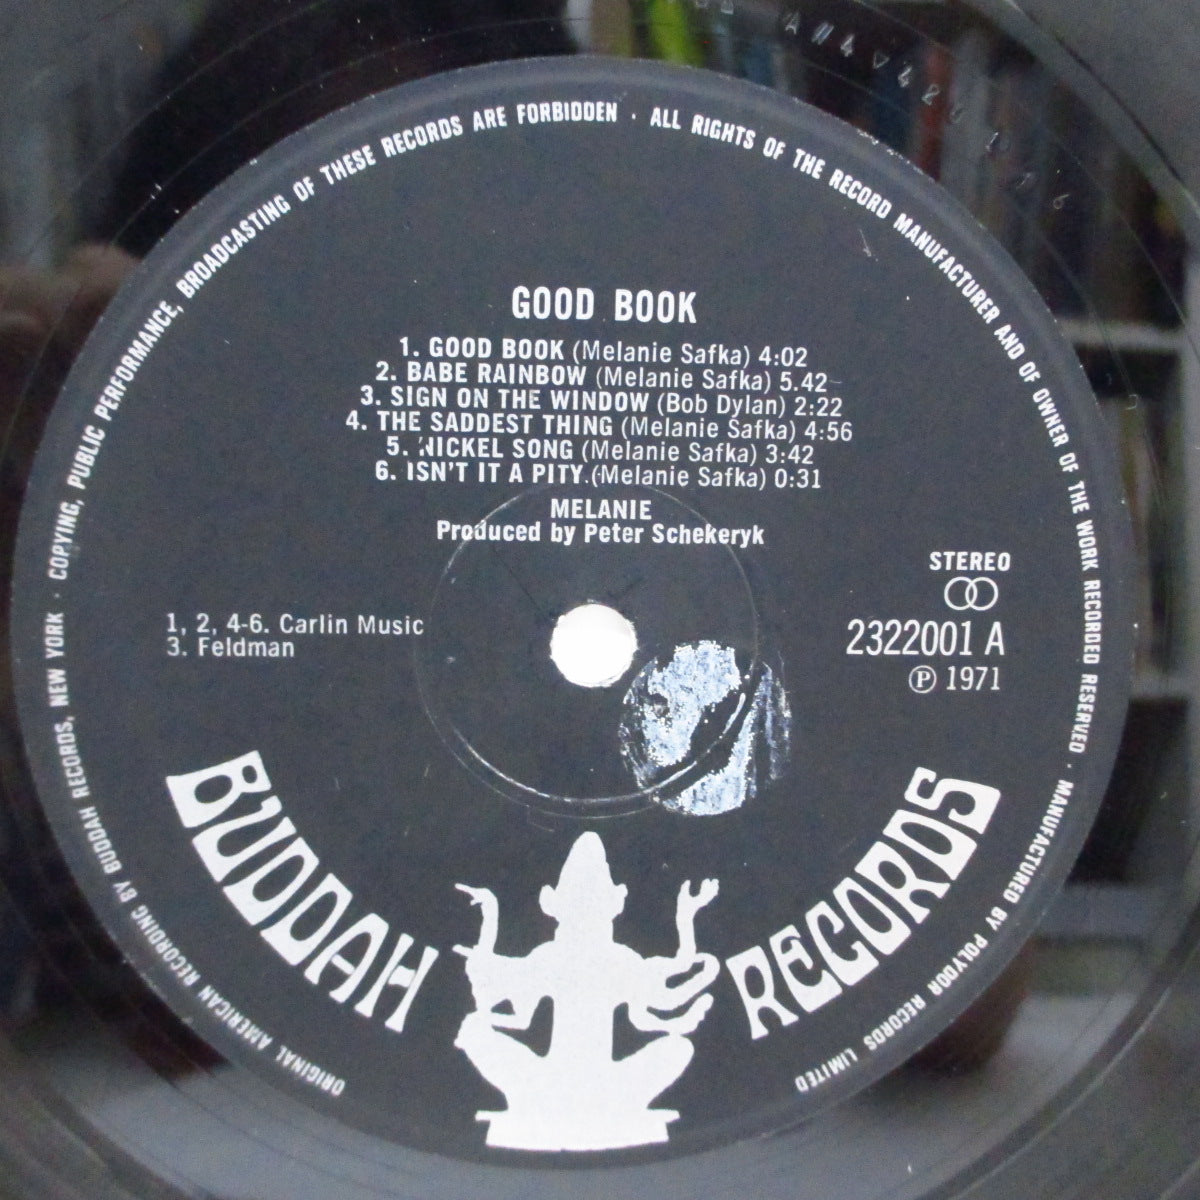 GOOD BOOK
1. GOOD BOOK (Melanie Safka) 4:02
2. BABE RAINBOW (Melanie Safka) 5.42
3. SIGN ON THE WINDOW (Bob Dylan) 2:22
4. THE SADDEST THING (Melanie Safka) 4:56
5. NICKEL SONG (Melanie Safka) 3:42
6. ISN'T IT A PITY.(Melanie Safka) 0:31
MELANIE
Produced by Peter Schekeryk
STEREO
2322001 A
Ⓟ 1971
1, 2, 4-6. Carlin Music
3. Feldman
BUDDAH RECORDS
ORIGINAL AMERICAN RECORDING BY BUDDAH RECORDS, NEW YORK · COPYING, PUBLIC PERFORMANCE, BROADCASTING OF THESE RECORDS ARE FORBIDDEN · ALL RIGHTS OF THE RECORD MANUFACTURER AND OF OWNER OF THE WORK RECORDED RESERVED · MANUFACTURED BY POLYDOR RECORDS LIMITED